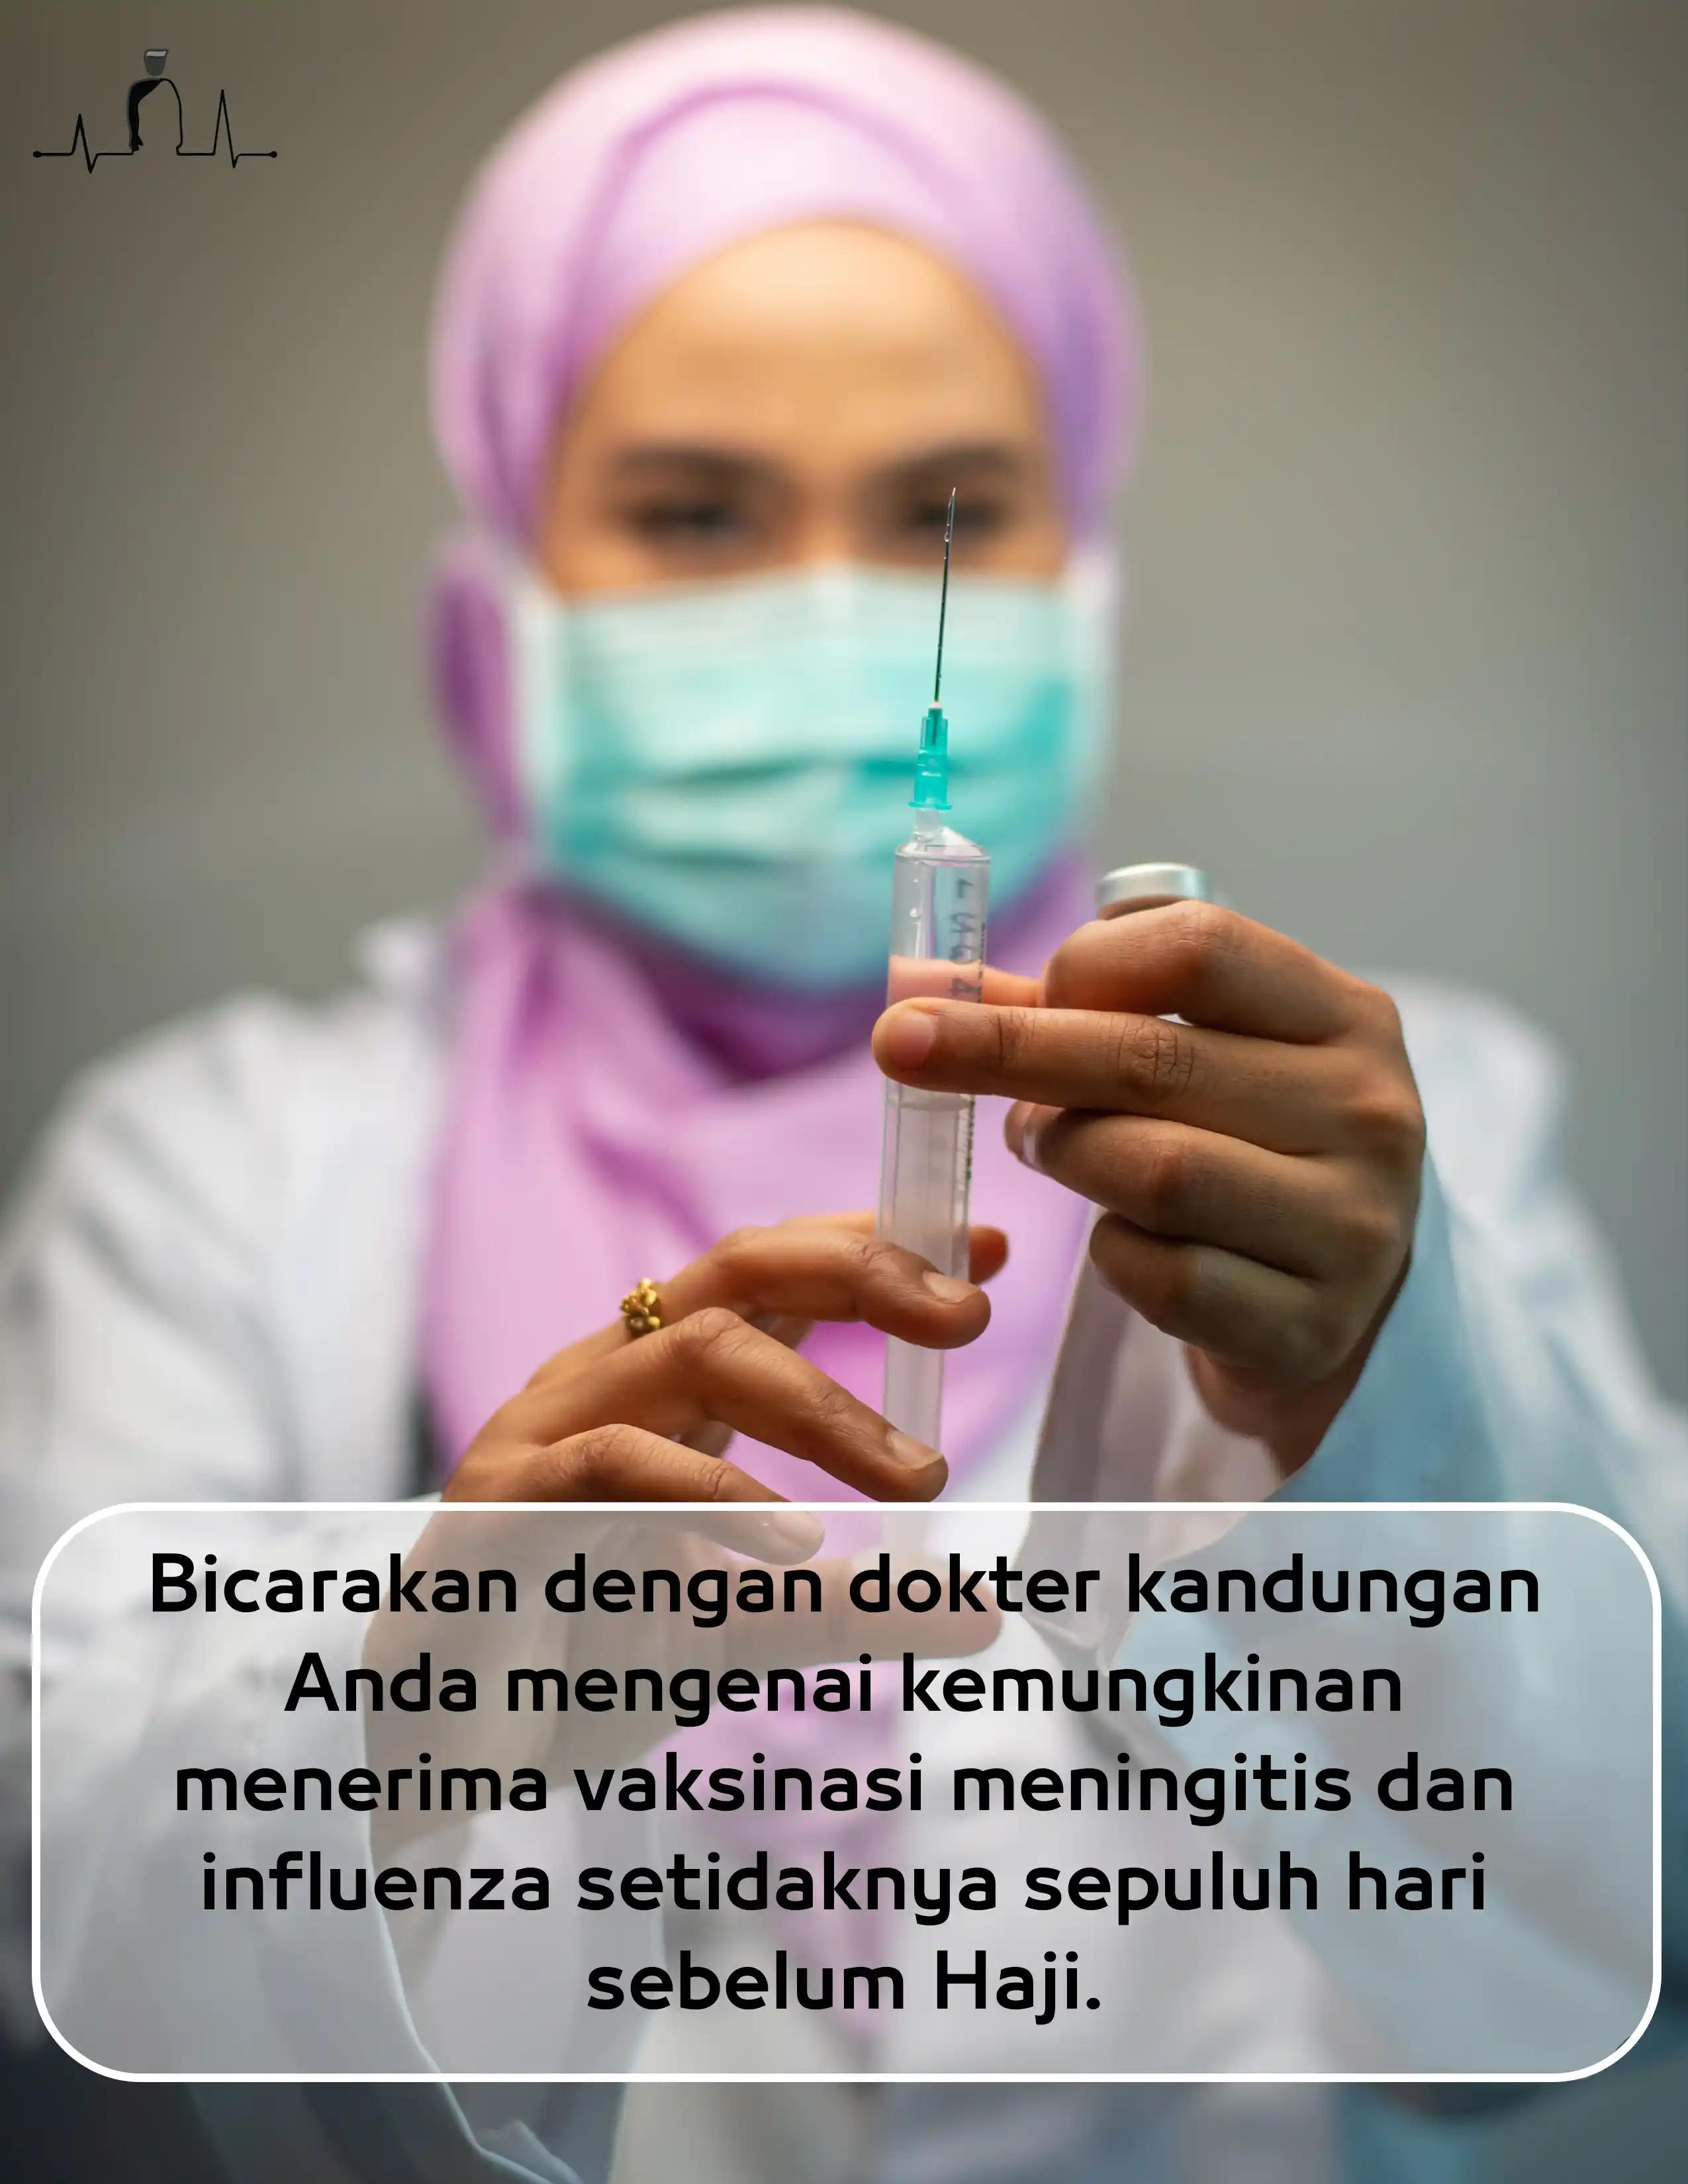 Bicarakan dengan dokter kandungan
Anda mengenai kemungkinan
menerima vaksinasi meningitis dan
influenza setidaknya sepuluh hari
sebelum Haji.